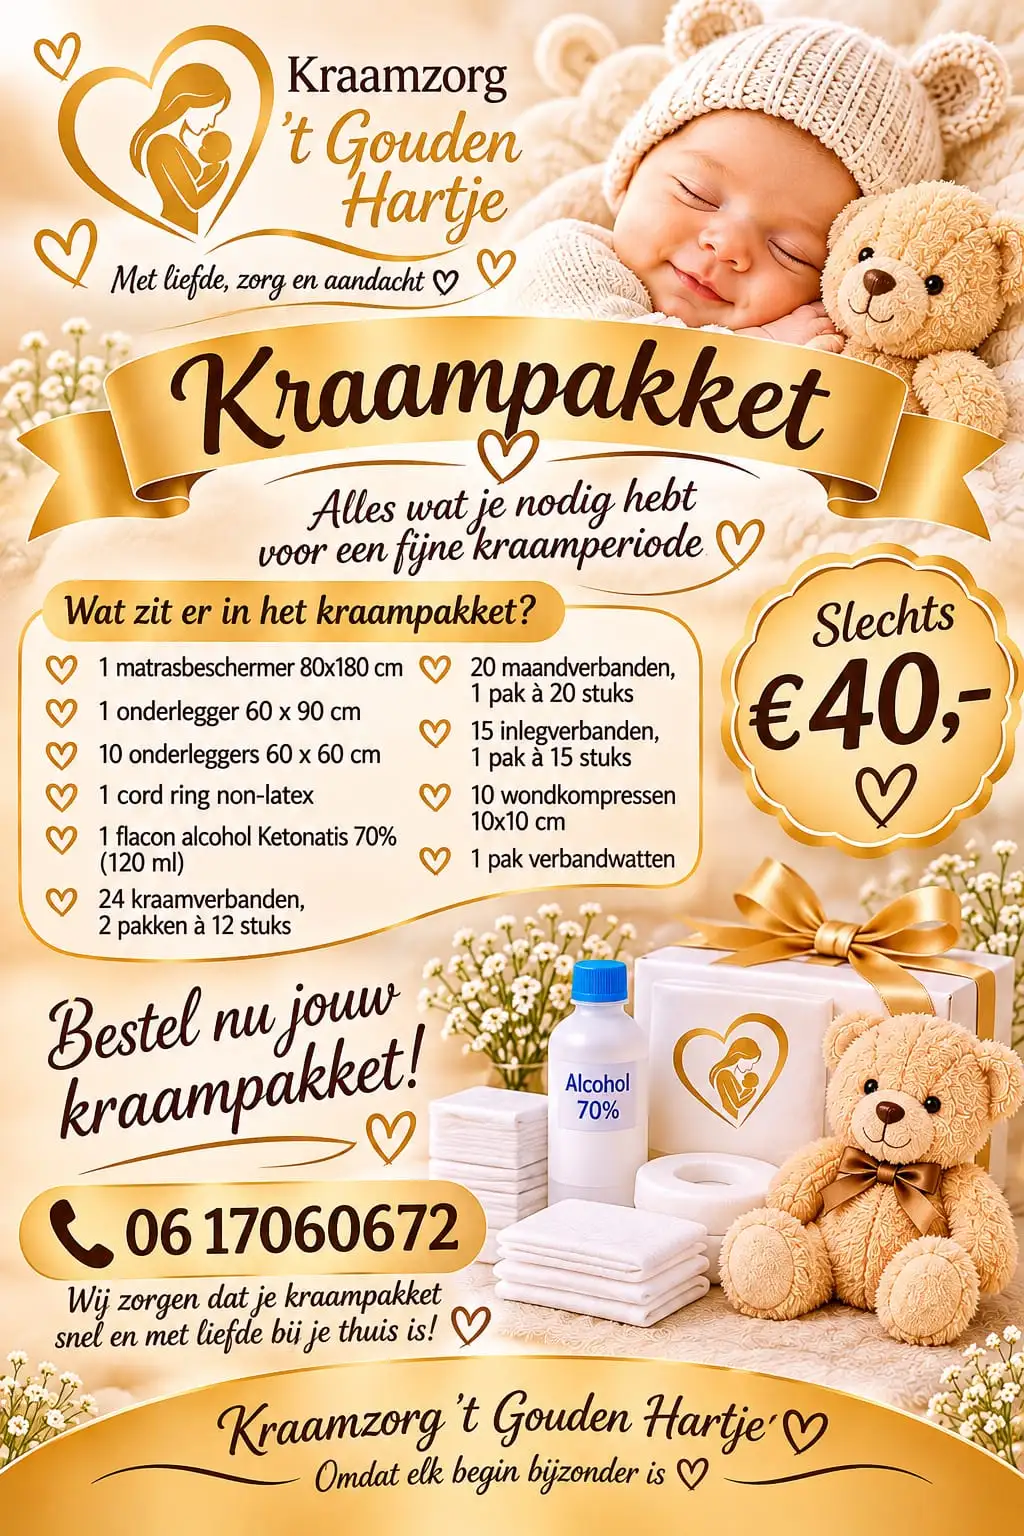 Kraamzorg
't Gouden
Hartje
Met liefde, zorg en aandacht
Kraampakket
Alles wat je nodig hebt
voor een fijne kraamperiode
Wat zit er in het kraampakket?
1 matrasbeschermer 80x180 cm
1 onderlegger 60 x 90 cm
10 onderleggers 60 x 60 cm
1 cord ring non-latex
1 flacon alcohol Ketonatis 70%
(120 ml)
24 kraamverbanden,
2 pakken à 12 stuks
20 maandverbanden,
1 pak à 20 stuks
15 inlegverbanden,
1 pak à 15 stuks
10 wondkompressen
10x10 cm
1 pak verbandwatten
Slechts
€40,-
Bestel nu jouw
kraampakket!
Alcohol
70%
06 17060672
Wij zorgen dat je kraampakket
snel en met liefde bij je thuis is!
Kraamzorg 't Gouden Hartje'
Omdat elk begin bijzonder is